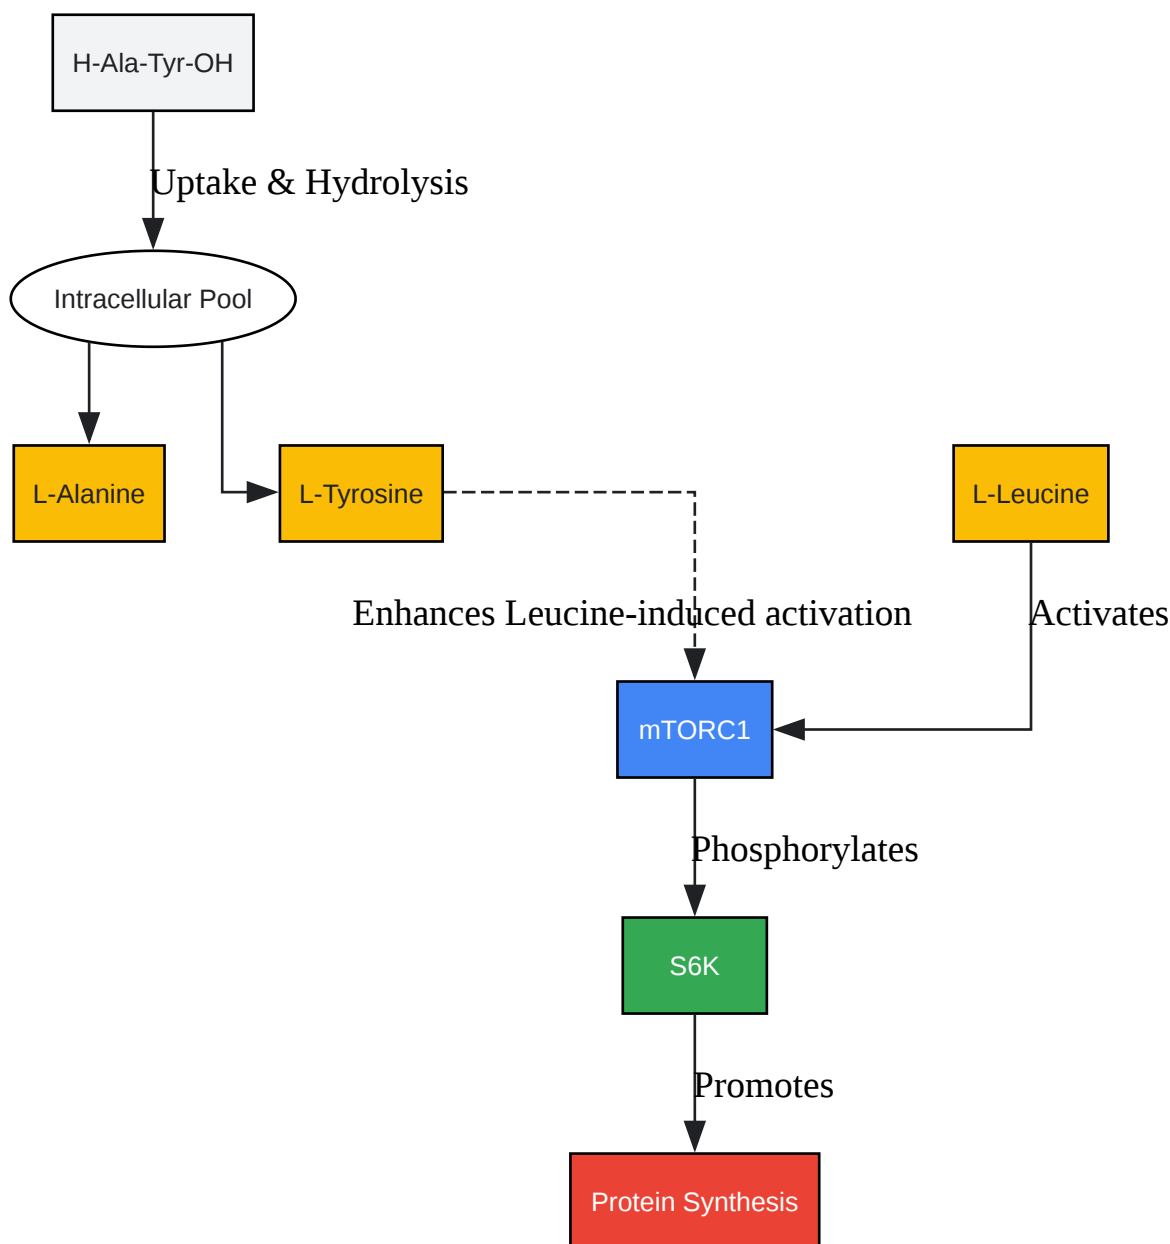 H-Ala-Tyr-OH
Uptake & Hydrolysis
Intracellular Pool
L-Alanine
L-Tyrosine
L-Leucine
Enhances Leucine-induced activation
Activates
mTORC1
Phosphorylates
S6K
Promotes
Protein Synthesis